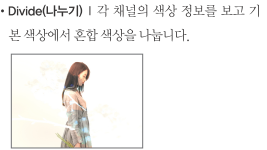 • Divide(나누기) | 각 채널의 색상 정보를 보고 기
본 색상에서 혼합 색상을 나눕니다.